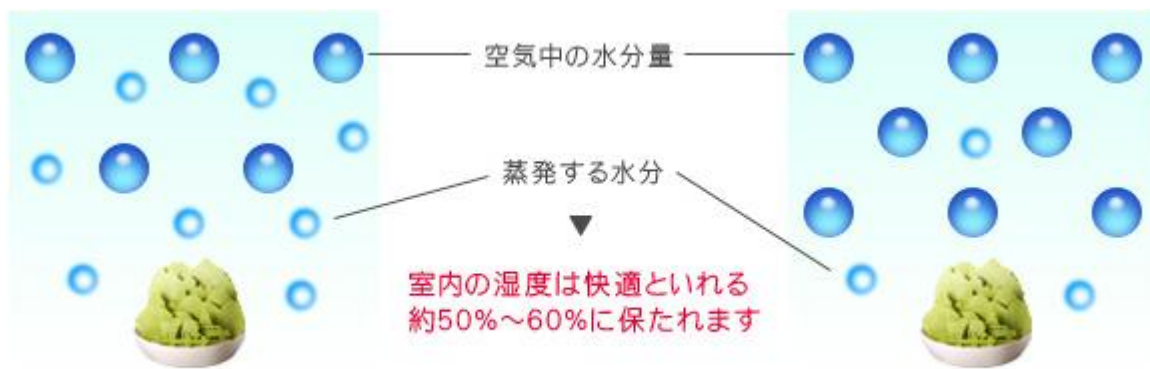 空気中の水分量
蒸発する水分
▼
室内の湿度は快適といれる
約50%~60%に保たれます